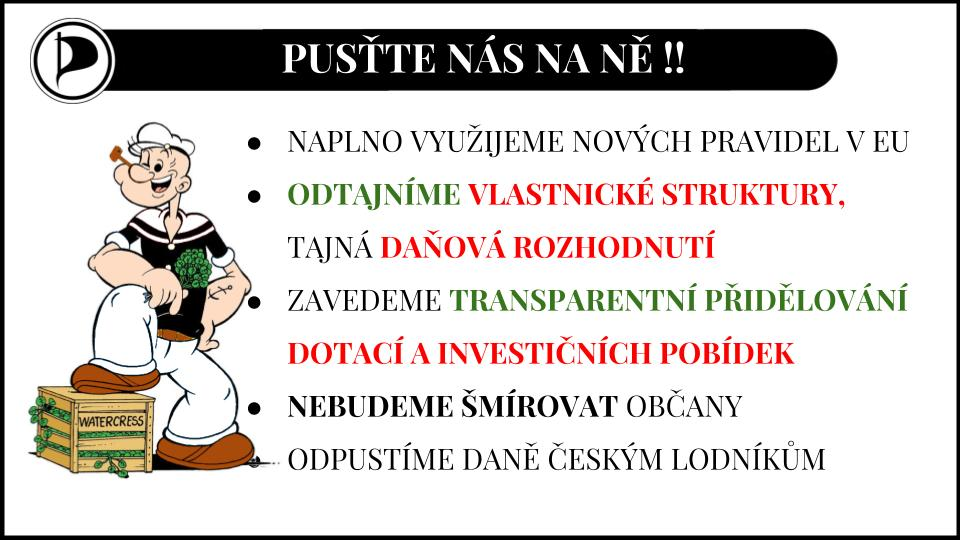 PUSŤTE NÁS NA NĚ !!
● NAPLNO VYUŽIJEME NOVÝCH PRAVIDEL V EU
● ODTAJNÍME VLASTNICKÉ STRUKTURY,
TAJNÁ DAŇOVÁ ROZHODNUTÍ
● ZAVEDEME TRANSPARENTNÍ PŘIDĚLOVÁNÍ
DOTACÍ A INVESTIČNÍCH POBÍDEK
● NEBUDEME ŠMÍROVAT OBČANY
● ODPUSTÍME DANĚ ČESKÝM LODNÍKŮM
WATERCRESS